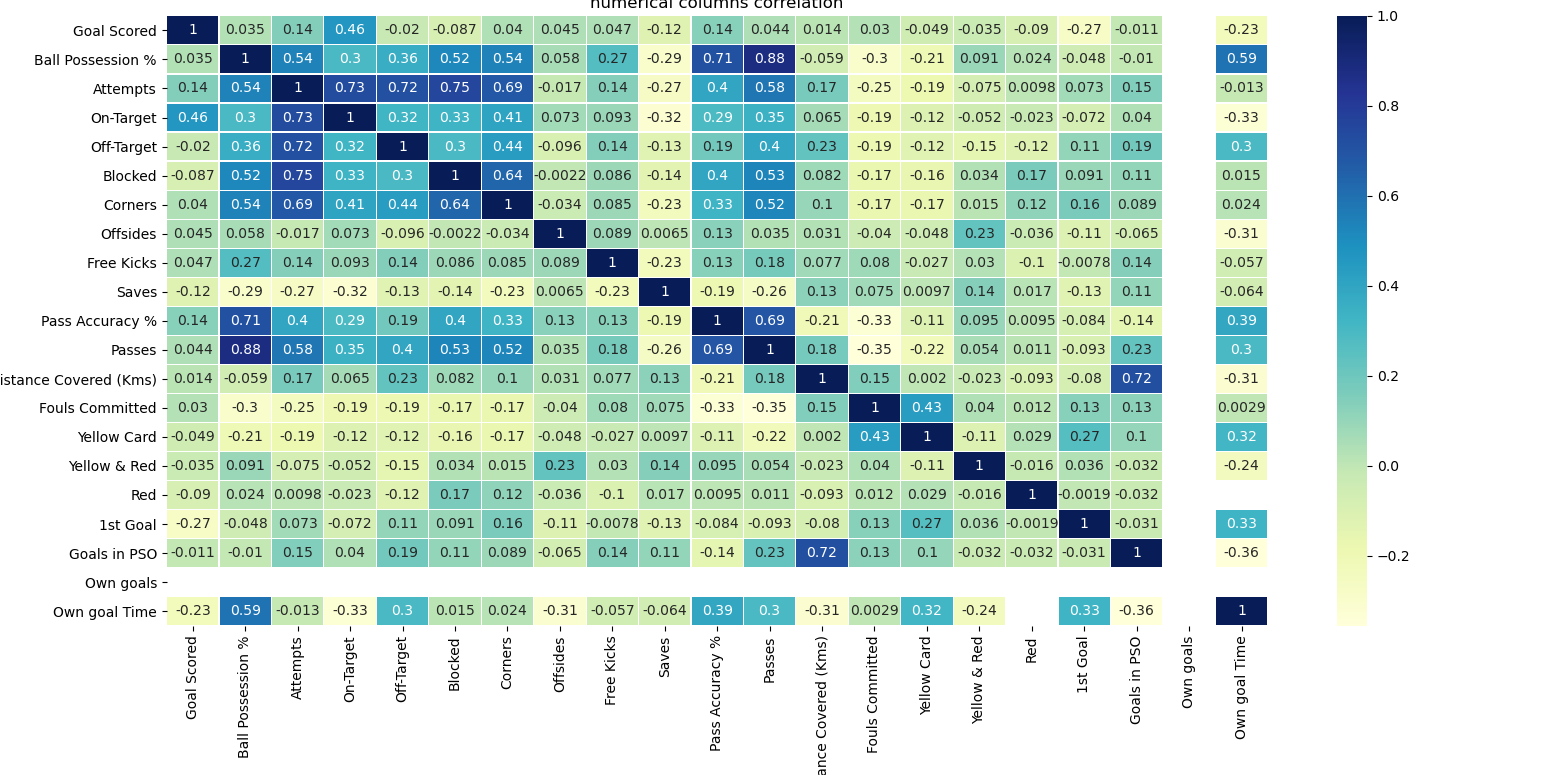 numerical columns correlation
Goal Scored 1 0.035 0.14 0.46 -0.02 -0.087 0.04 0.045 0.047 -0.12 0.14 0.044 0.014 0.03 -0.049 -0.035 -0.09 -0.27 -0.011 -0.23
Ball Possession % 0.035 1 0.54 0.3 0.36 0.52 0.54 0.058 0.27 -0.29 0.71 0.88 -0.059 -0.3 -0.21 0.091 0.024 -0.048 -0.01 0.59
Attempts 0.14 0.54 1 0.73 0.72 0.75 0.69 -0.017 0.14 -0.27 0.4 0.58 0.17 -0.25 -0.19 -0.075 0.0098 0.073 0.15 -0.013
On-Target 0.46 0.3 0.73 1 0.32 0.33 0.41 0.073 0.093 -0.32 0.29 0.35 0.065 -0.19 -0.12 -0.052 -0.023 -0.072 0.04 -0.33
Off-Target -0.02 0.36 0.72 0.32 1 0.3 0.44 -0.096 0.14 -0.13 0.19 0.4 0.23 -0.19 -0.12 -0.15 -0.12 0.11 0.19 0.3
Blocked -0.087 0.52 0.75 0.33 0.3 1 0.64 -0.0022 0.086 -0.14 0.4 0.53 0.082 -0.17 -0.16 0.034 0.17 0.091 0.11 0.015
Corners 0.04 0.54 0.69 0.41 0.44 0.64 1 -0.034 0.085 -0.23 0.33 0.52 0.1 -0.17 -0.17 0.015 0.12 0.16 0.089 0.024
Offsides 0.045 0.058 -0.017 0.073 -0.096 -0.0022 -0.034 1 0.089 0.0065 0.13 0.035 0.031 -0.04 -0.048 0.23 -0.036 -0.11 -0.065 -0.31
Free Kicks 0.047 0.27 0.14 0.093 0.14 0.086 0.085 0.089 1 -0.23 0.13 0.18 0.077 0.08 -0.027 0.03 -0.1 -0.0078 0.14 -0.057
Saves -0.12 -0.29 -0.27 -0.32 -0.13 -0.14 -0.23 0.0065 -0.23 1 -0.19 -0.26 0.13 0.075 0.0097 0.14 0.017 -0.13 0.11 -0.064
Pass Accuracy % 0.14 0.71 0.4 0.29 0.19 0.4 0.33 0.13 0.13 -0.19 1 0.69 -0.21 -0.33 -0.11 0.095 0.0095 -0.084 -0.14 0.39
Passes 0.044 0.88 0.58 0.35 0.4 0.53 0.52 0.035 0.18 -0.26 0.69 1 0.18 -0.35 -0.22 0.054 0.011 -0.093 0.23 0.3
istance Covered (Kms) 0.014 -0.059 0.17 0.065 0.23 0.082 0.1 0.031 0.077 0.13 -0.21 0.18 1 0.15 0.002 -0.023 -0.093 -0.08 0.72 -0.31
Fouls Committed 0.03 -0.3 -0.25 -0.19 -0.19 -0.17 -0.17 -0.04 0.08 0.075 -0.33 -0.35 0.15 1 0.43 0.04 0.012 0.13 0.13 0.0029
Yellow Card -0.049 -0.21 -0.19 -0.12 -0.12 -0.16 -0.17 -0.048 -0.027 0.0097 -0.11 -0.22 0.002 0.43 1 -0.11 0.029 0.27 0.1 0.32
Yellow & Red -0.035 0.091 -0.075 -0.052 -0.15 0.034 0.015 0.23 0.03 0.14 0.095 0.054 -0.023 0.04 -0.11 1 -0.016 0.036 -0.032 -0.24
Red -0.09 0.024 0.0098 -0.023 -0.12 0.17 0.12 -0.036 -0.1 0.017 0.0095 0.011 -0.093 0.012 0.029 -0.016 1 -0.0019 -0.032
1st Goal -0.27 -0.048 0.073 -0.072 0.11 0.091 0.16 -0.11 -0.0078 -0.13 -0.084 -0.093 -0.08 0.13 0.27 0.036 -0.0019 1 -0.031 0.33
Goals in PSO -0.011 -0.01 0.15 0.04 0.19 0.11 0.089 -0.065 0.14 0.11 -0.14 0.23 0.72 0.13 0.1 -0.032 -0.032 -0.031 1 -0.36
Own goals
Own goal Time -0.23 0.59 -0.013 -0.33 0.3 0.015 0.024 -0.31 -0.057 -0.064 0.39 0.3 -0.31 0.0029 0.32 -0.24 0.33 -0.36 1
Goal Scored
Ball Possession %
Attempts
On-Target
Off-Target
Blocked
Corners
Offsides
Free Kicks
Saves
Pass Accuracy %
Passes
ance Covered (Kms)
Fouls Committed
Yellow Card
Yellow & Red
Red
1st Goal
Goals in PSO
Own goals
Own goal Time
1.0
0.8
0.6
0.4
0.2
0.0
−0.2